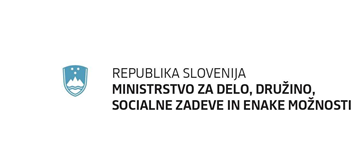 REPUBLIKA SLOVENIJA
MINISTRSTVO ZA DELO, DRUŽINO,
SOCIALNE ZADEVE IN ENAKE MOŽNOSTI